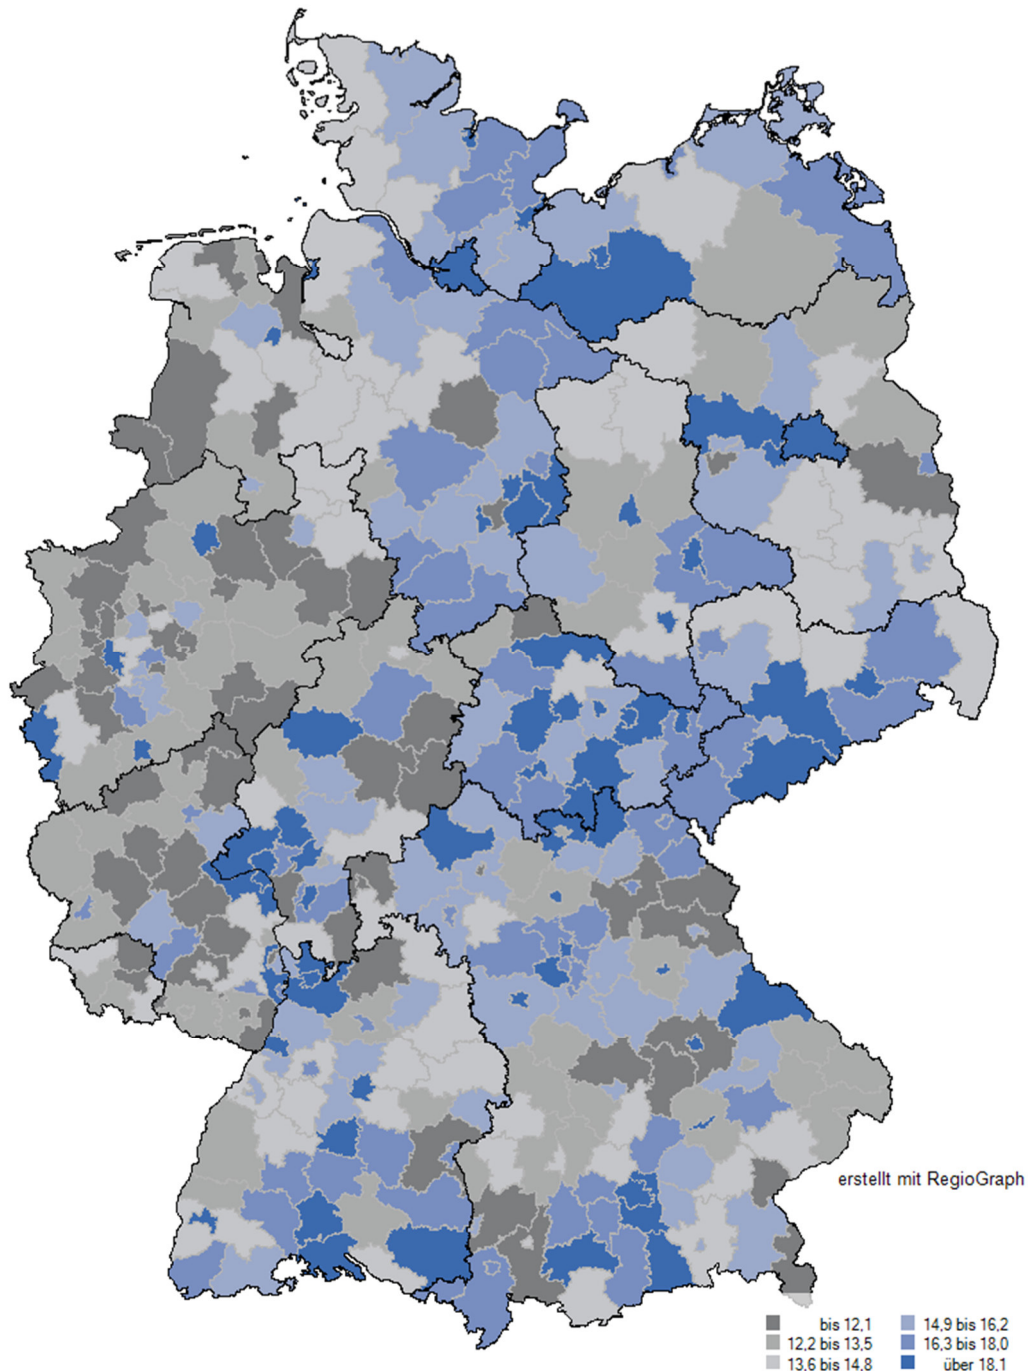 erstellt mit RegioGraph
bis 12,1
12,2 bis 13,5
13,6 bis 14,8
14,9 bis 16,2
16,3 bis 18,0
über 18,1